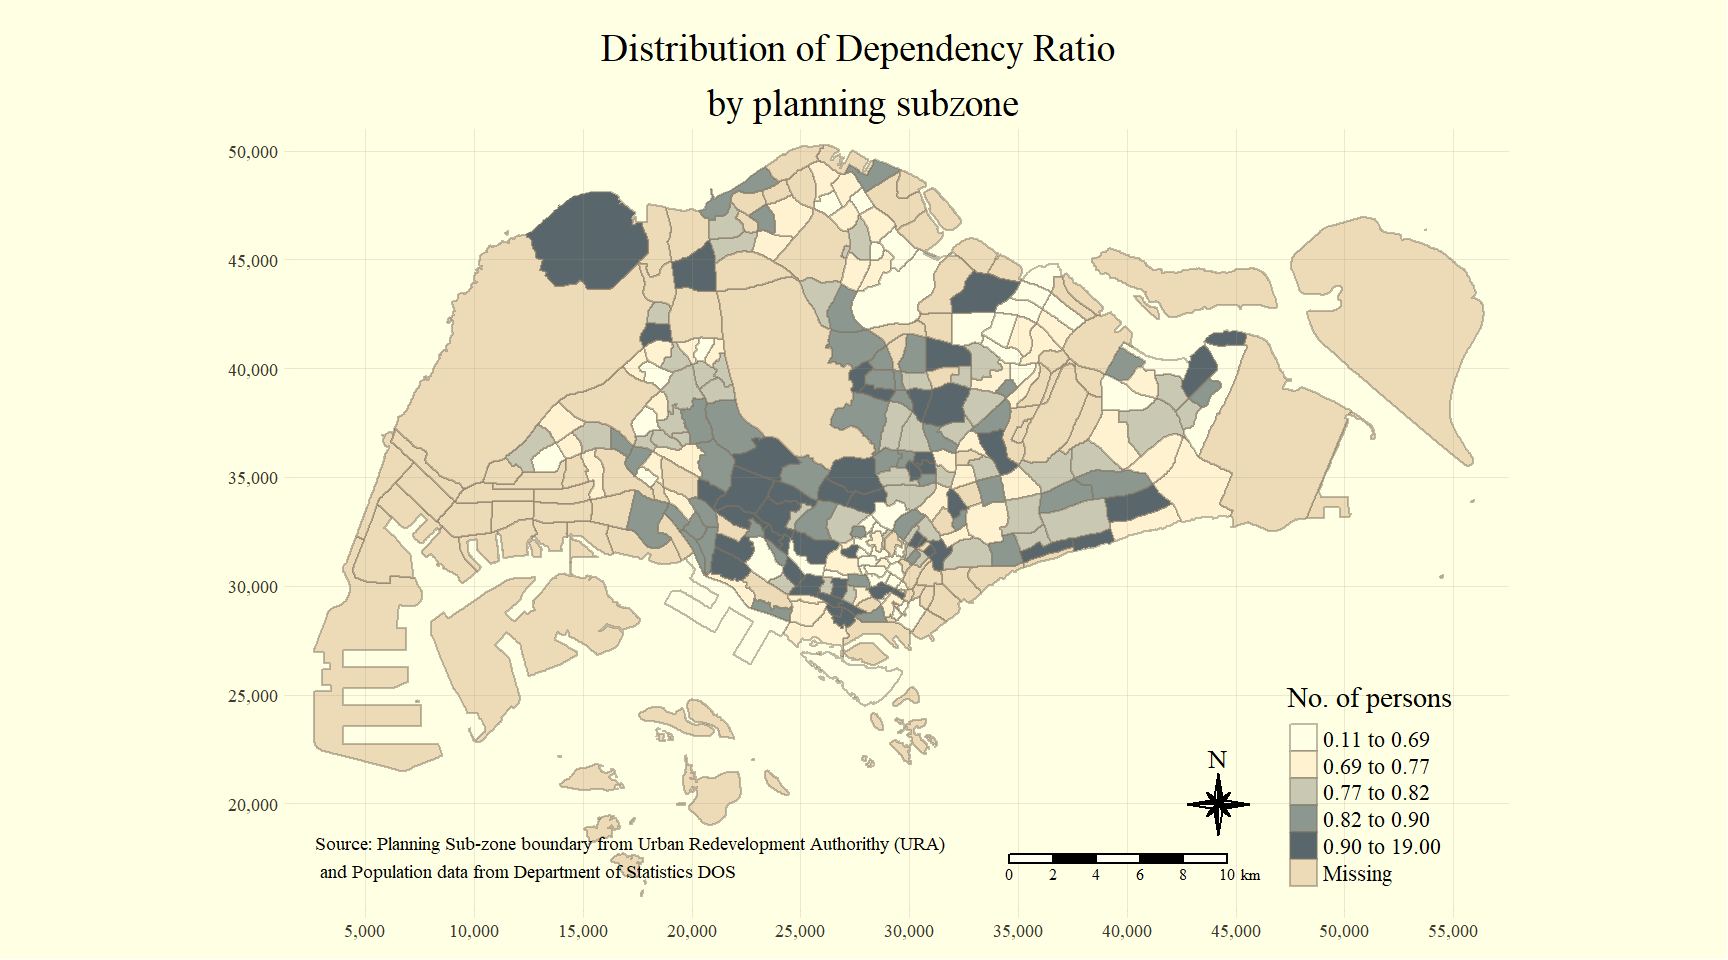 Distribution of Dependency Ratio
by planning subzone
50,000
45,000
40,000
35,000
30,000
25,000
20,000
No. of persons
0.11 to 0.69
0.69 to 0.77
0.77 to 0.82
0.82 to 0.90
0.90 to 19.00
Missing
N
Source: Planning Sub-zone boundary from Urban Redevelopment Authorithy (URA)
and Population data from Department of Statistics DOS
0 2 4 6 8 10 km
5,000 10,000 15,000 20,000 25,000 30,000 35,000 40,000 45,000 50,000 55,000